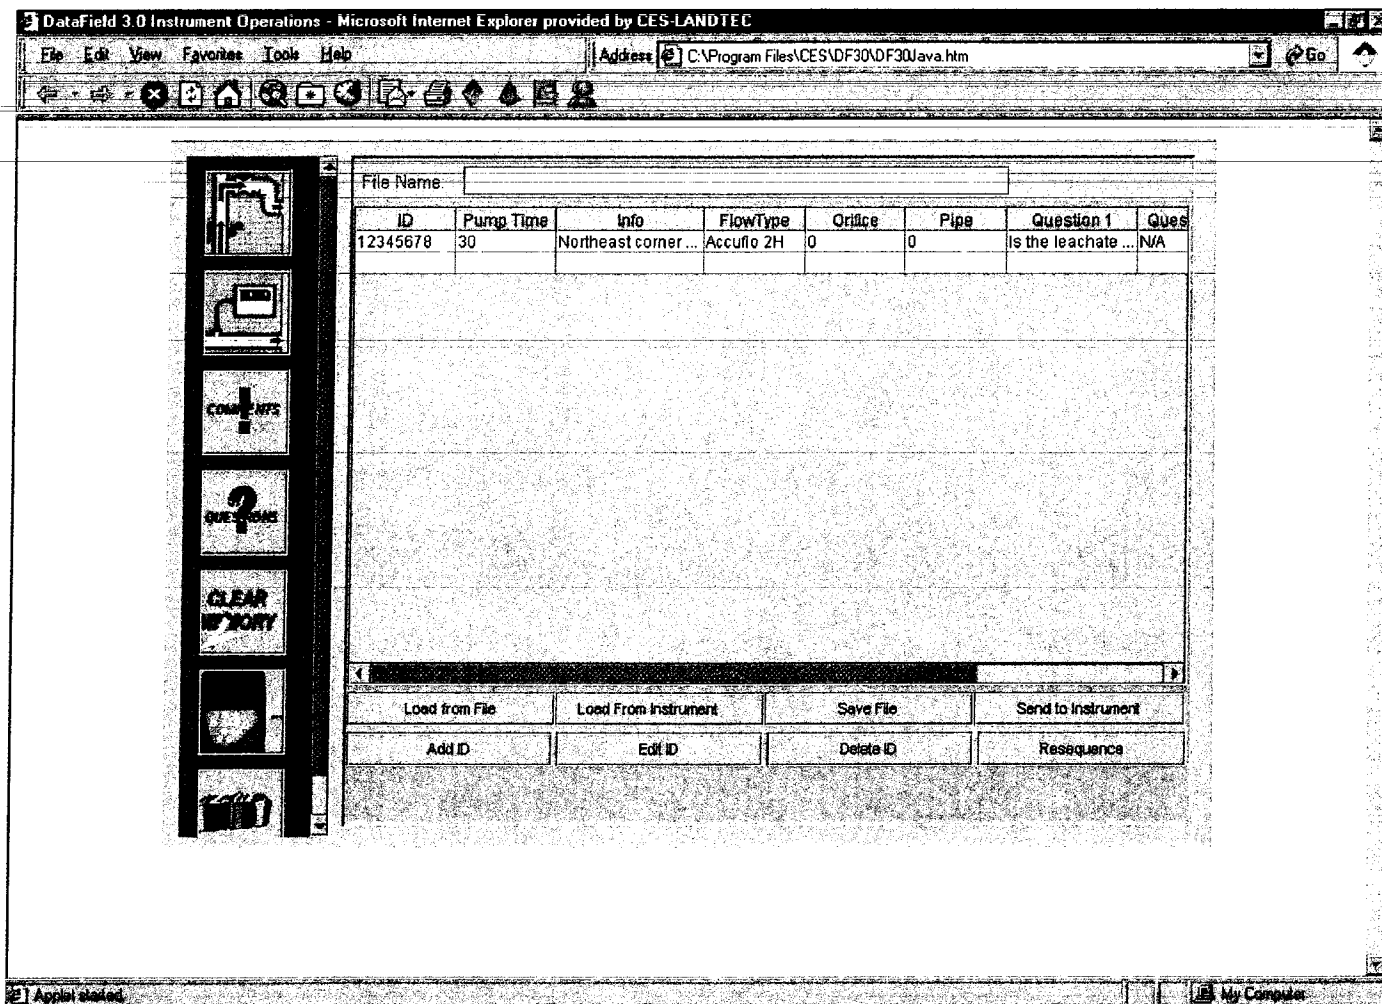 DataField 3.0 Instrument Operations - Microsoft Internet Explorer provided by CES-LANDTEC
File Edit View Favorites Tools Help Address C:\Program Files\CES\DF30\DF30Java.htm Go
File Name
ID Pump Time Info FlowType Orifice Pipe Question 1 Ques
12345678 30 Northeast corner ... Accuflo 2H 0 0 Is the leachate ... N/A
COMMENTS
QUESTIONS
CLEAR
MEMORY
Load from File Load From Instrument Save File Send to Instrument
Add ID Edit ID Delete ID Resequence
Applet started. My Computer